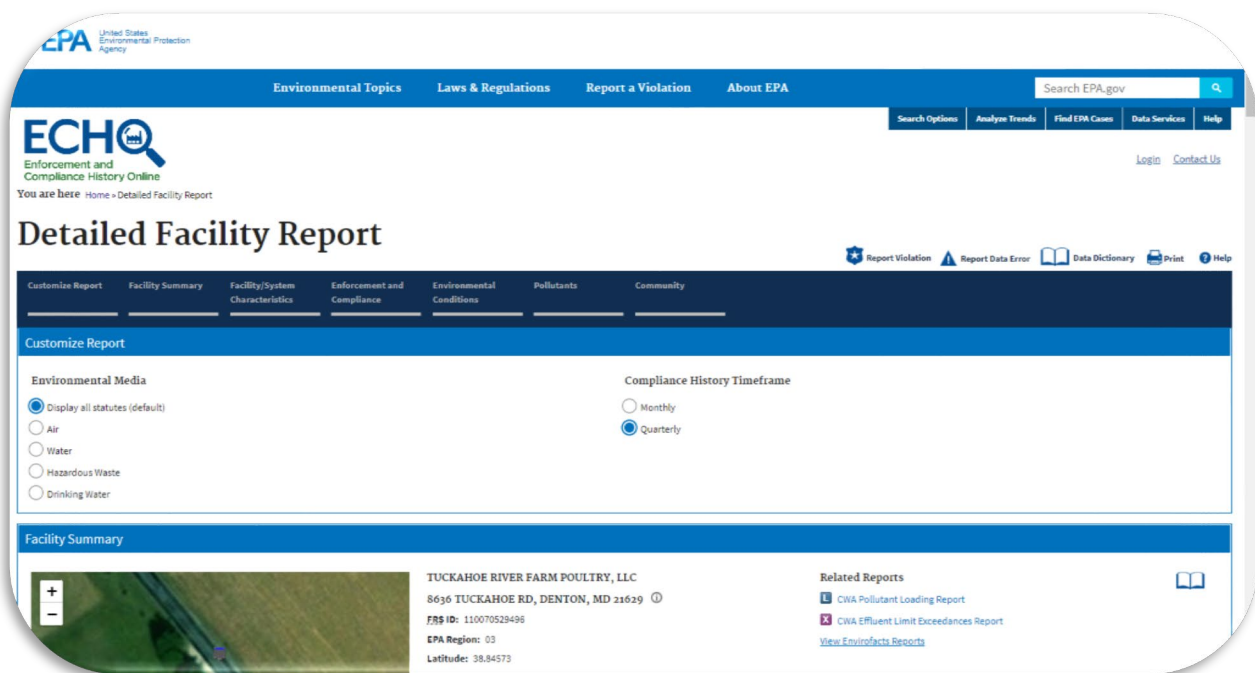 EPA
United States
Environmental Protection
Agency
Environmental Topics Laws & Regulations Report a Violation About EPA
Search EPA.gov
Search Options Analyze Trends Find EPA Cases Data Services Help
ECHO
Enforcement and
Compliance History Online
Login Contact Us
You are here Home » Detailed Facility Report
Detailed Facility Report
Report Violation Report Data Error Data Dictionary Print Help
Customize Report Facility Summary Facility/System Characteristics Enforcement and Compliance Environmental Conditions Pollutants Community
Customize Report
Environmental Media
Display all statutes (default)
Air
Water
Hazardous Waste
Drinking Water
Compliance History Timeframe
Monthly
Quarterly
Facility Summary
+
−
TUCKAHOE RIVER FARM POULTRY, LLC
8636 TUCKAHOE RD, DENTON, MD 21629
FRS ID: 110070529496
EPA Region: 03
Latitude: 38.84573
Related Reports
L CWA Pollutant Loading Report
X CWA Effluent Limit Exceedances Report
View Envirofacts Reports